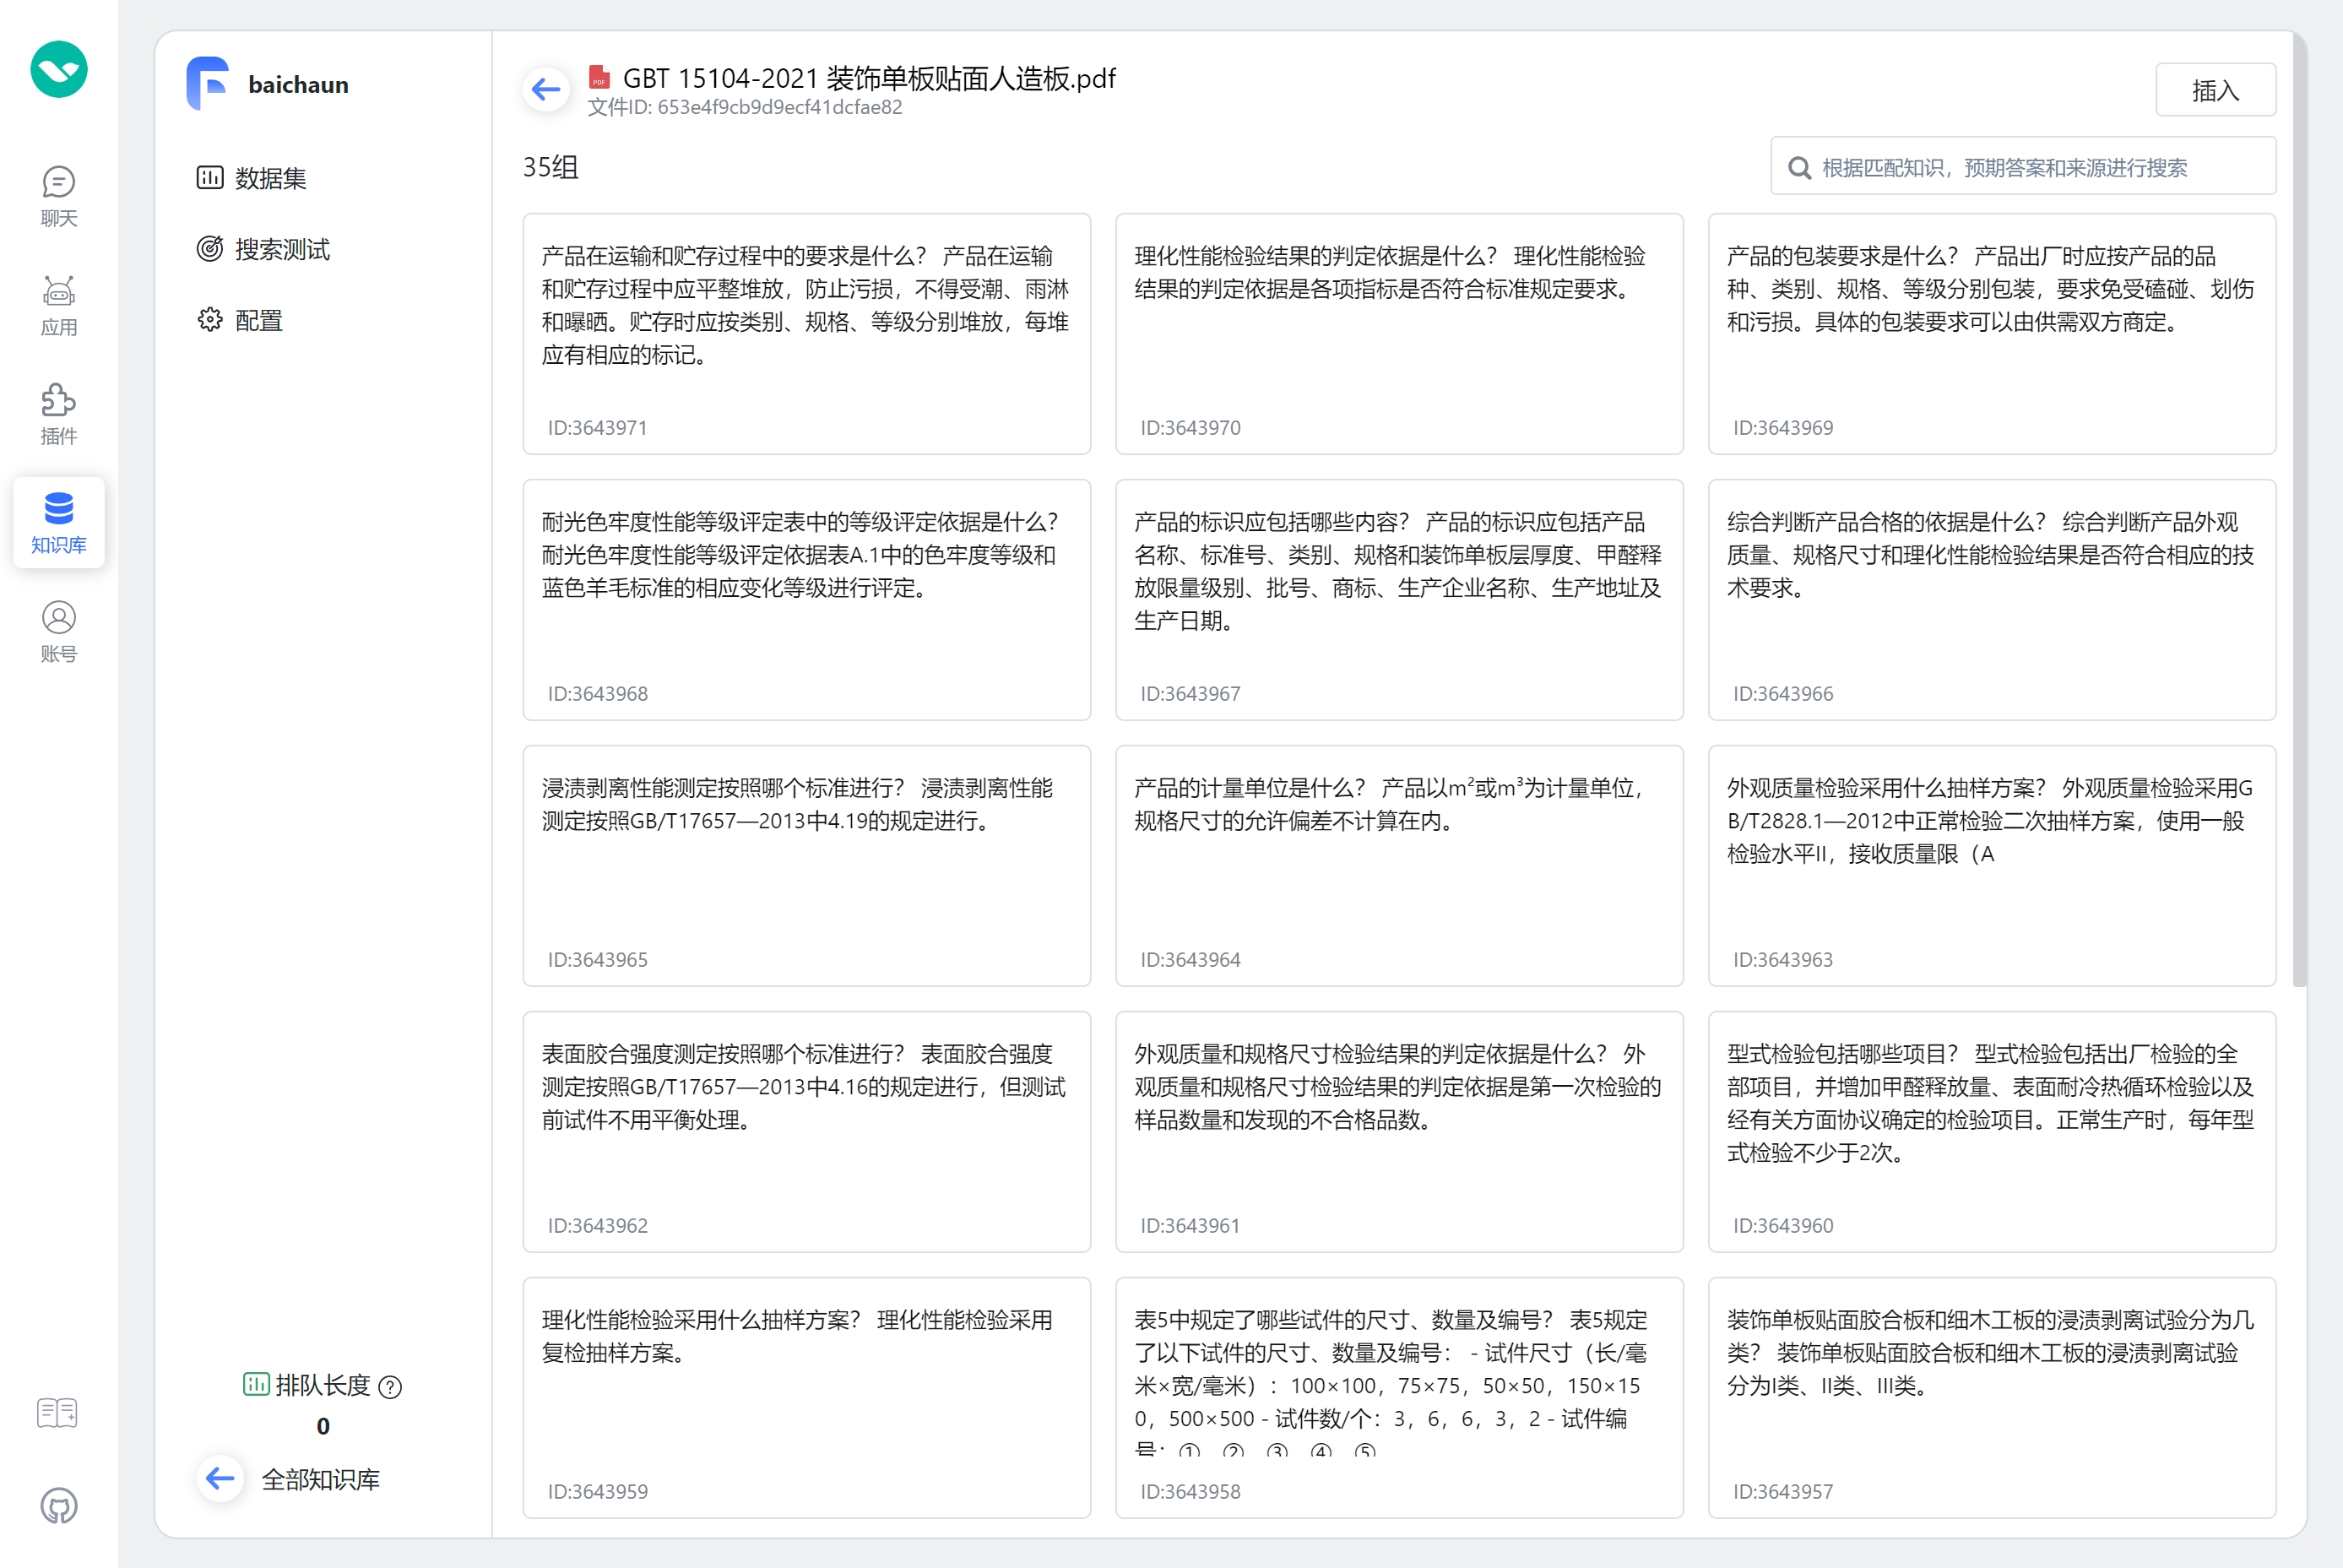 聊天
应用
插件
知识库
账号
baichaun
数据集
搜索测试
配置
排队长度
0
全部知识库
PDF
GBT 15104-2021 装饰单板贴面人造板.pdf
文件ID: 653e4f9cb9d9ecf41dcfae82
插入
35组
根据匹配知识，预期答案和来源进行搜索
产品在运输和贮存过程中的要求是什么？ 产品在运输
和贮存过程中应平整堆放，防止污损，不得受潮、雨淋
和曝晒。贮存时应按类别、规格、等级分别堆放，每堆
应有相应的标记。
ID:3643971
理化性能检验结果的判定依据是什么？ 理化性能检验
结果的判定依据是各项指标是否符合标准规定要求。
ID:3643970
产品的包装要求是什么？ 产品出厂时应按产品的品
种、类别、规格、等级分别包装，要求免受磕碰、划伤
和污损。具体的包装要求可以由供需双方商定。
ID:3643969
耐光色牢度性能等级评定表中的等级评定依据是什么？
耐光色牢度性能等级评定依据表A.1中的色牢度等级和
蓝色羊毛标准的相应变化等级进行评定。
ID:3643968
产品的标识应包括哪些内容？ 产品的标识应包括产品
名称、标准号、类别、规格和装饰单板层厚度、甲醛释
放限量级别、批号、商标、生产企业名称、生产地址及
生产日期。
ID:3643967
综合判断产品合格的依据是什么？ 综合判断产品外观
质量、规格尺寸和理化性能检验结果是否符合相应的技
术要求。
ID:3643966
浸渍剥离性能测定按照哪个标准进行？ 浸渍剥离性能
测定按照GB/T17657—2013中4.19的规定进行。
ID:3643965
产品的计量单位是什么？ 产品以m²或m³为计量单位，
规格尺寸的允许偏差不计算在内。
ID:3643964
外观质量检验采用什么抽样方案？ 外观质量检验采用G
B/T2828.1—2012中正常检验二次抽样方案，使用一般
检验水平II，接收质量限（A
ID:3643963
表面胶合强度测定按照哪个标准进行？ 表面胶合强度
测定按照GB/T17657—2013中4.16的规定进行，但测试
前试件不用平衡处理。
ID:3643962
外观质量和规格尺寸检验结果的判定依据是什么？ 外
观质量和规格尺寸检验结果的判定依据是第一次检验的
样品数量和发现的不合格品数。
ID:3643961
型式检验包括哪些项目？ 型式检验包括出厂检验的全
部项目，并增加甲醛释放量、表面耐冷热循环检验以及
经有关方面协议确定的检验项目。正常生产时，每年型
式检验不少于2次。
ID:3643960
理化性能检验采用什么抽样方案？ 理化性能检验采用
复检抽样方案。
ID:3643959
表5中规定了哪些试件的尺寸、数量及编号？ 表5规定
了以下试件的尺寸、数量及编号： - 试件尺寸（长/毫
米×宽/毫米）：100×100，75×75，50×50，150×15
0，500×500 - 试件数/个：3，6，6，3，2 - 试件编
号：①、②、③、④、⑤
ID:3643958
装饰单板贴面胶合板和细木工板的浸渍剥离试验分为几
类？ 装饰单板贴面胶合板和细木工板的浸渍剥离试验
分为I类、II类、III类。
ID:3643957